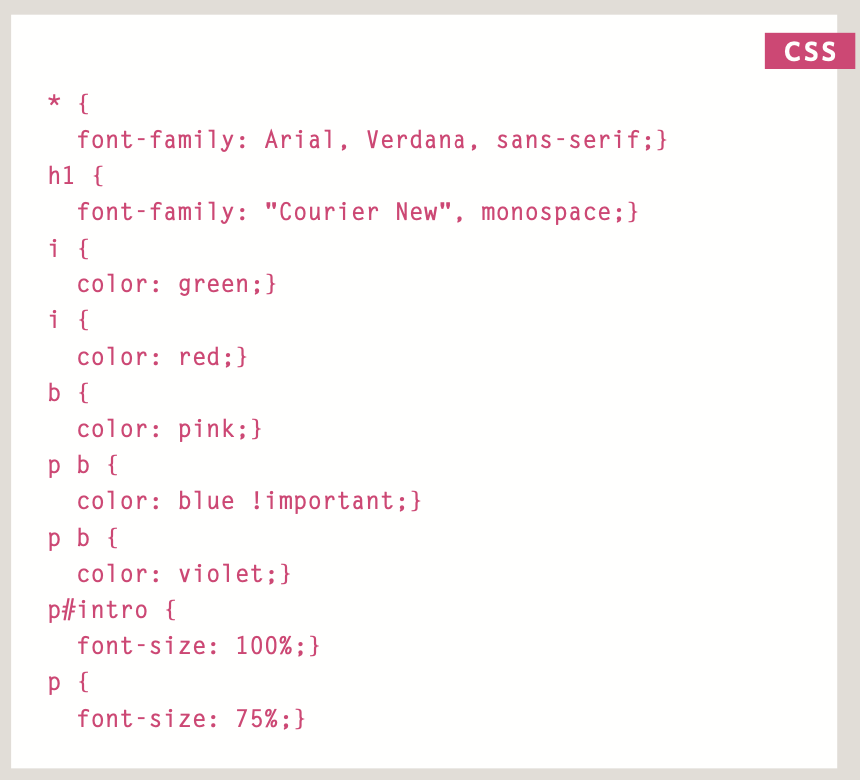 CSS
* {
  font-family: Arial, Verdana, sans-serif;}
h1 {
  font-family: "Courier New", monospace;}
i {
  color: green;}
i {
  color: red;}
b {
  color: pink;}
p b {
  color: blue !important;}
p b {
  color: violet;}
p#intro {
  font-size: 100%;}
p {
  font-size: 75%;}